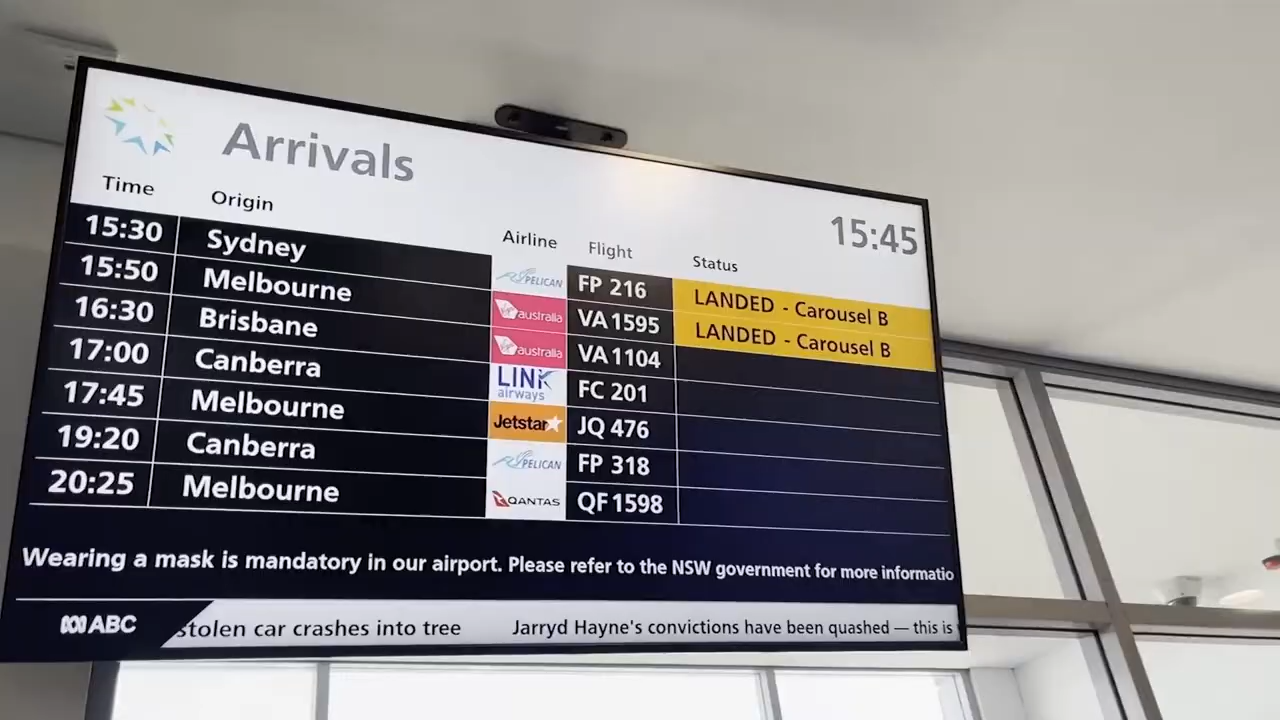 Arrivals
15:45
Time Origin Airline Flight Status
15:30 Sydney PELICAN FP 216 LANDED - Carousel B
15:50 Melbourne australia VA 1595 LANDED - Carousel B
16:30 Brisbane australia VA 1104
17:00 Canberra LINK airways FC 201
17:45 Melbourne Jetstar JQ 476
19:20 Canberra PELICAN FP 318
20:25 Melbourne QANTAS QF 1598
Wearing a mask is mandatory in our airport. Please refer to the NSW government for more informatio
ABC stolen car crashes into tree Jarryd Hayne's convictions have been quashed — this is